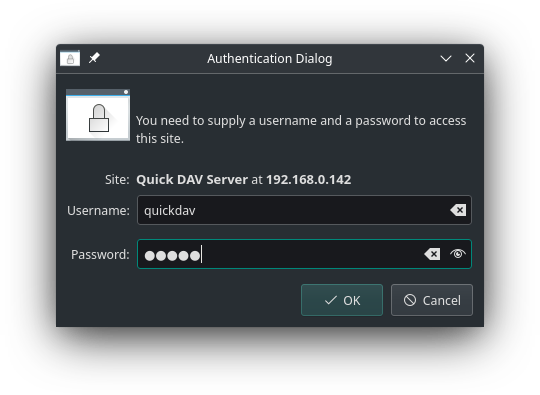 Authentication Dialog
You need to supply a username and a password to access
this site.
Site: Quick DAV Server at 192.168.0.142
Username: quickdav
Password: ●●●●●
OK Cancel